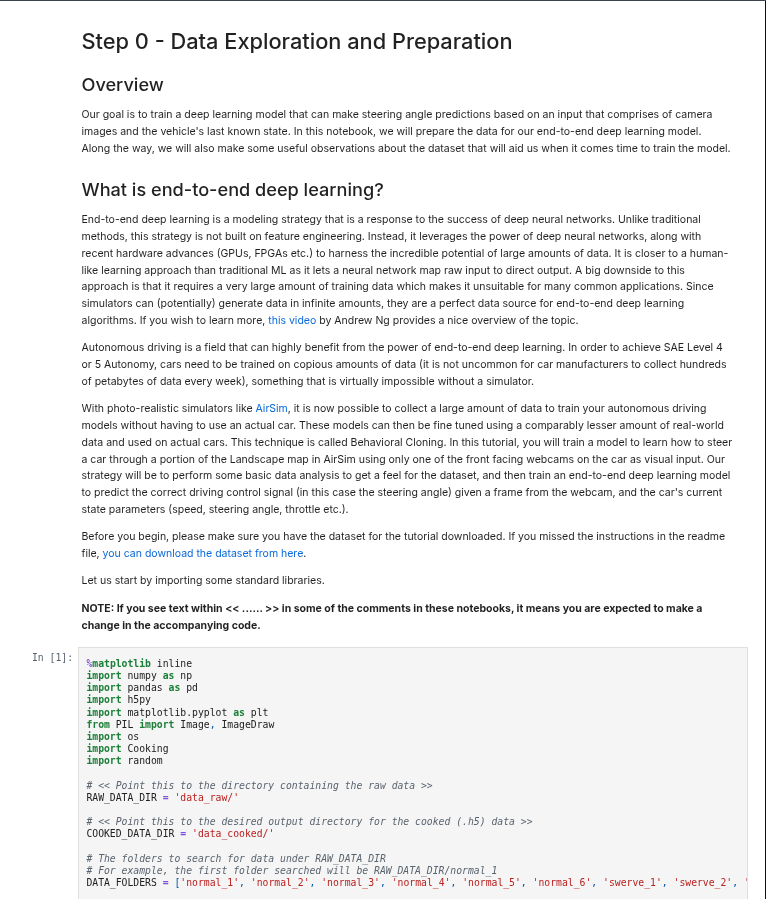 Step 0 - Data Exploration and Preparation
Overview
Our goal is to train a deep learning model that can make steering angle predictions based on an input that comprises of camera
images and the vehicle's last known state. In this notebook, we will prepare the data for our end-to-end deep learning model.
Along the way, we will also make some useful observations about the dataset that will aid us when it comes time to train the model.
What is end-to-end deep learning?
End-to-end deep learning is a modeling strategy that is a response to the success of deep neural networks. Unlike traditional
methods, this strategy is not built on feature engineering. Instead, it leverages the power of deep neural networks, along with
recent hardware advances (GPUs, FPGAs etc.) to harness the incredible potential of large amounts of data. It is closer to a human-
like learning approach than traditional ML as it lets a neural network map raw input to direct output. A big downside to this
approach is that it requires a very large amount of training data which makes it unsuitable for many common applications. Since
simulators can (potentially) generate data in infinite amounts, they are a perfect data source for end-to-end deep learning
algorithms. If you wish to learn more, this video by Andrew Ng provides a nice overview of the topic.
Autonomous driving is a field that can highly benefit from the power of end-to-end deep learning. In order to achieve SAE Level 4
or 5 Autonomy, cars need to be trained on copious amounts of data (it is not uncommon for car manufacturers to collect hundreds
of petabytes of data every week), something that is virtually impossible without a simulator.
With photo-realistic simulators like AirSim, it is now possible to collect a large amount of data to train your autonomous driving
models without having to use an actual car. These models can then be fine tuned using a comparably lesser amount of real-world
data and used on actual cars. This technique is called Behavioral Cloning. In this tutorial, you will train a model to learn how to steer
a car through a portion of the Landscape map in AirSim using only one of the front facing webcams on the car as visual input. Our
strategy will be to perform some basic data analysis to get a feel for the dataset, and then train an end-to-end deep learning model
to predict the correct driving control signal (in this case the steering angle) given a frame from the webcam, and the car's current
state parameters (speed, steering angle, throttle etc.).
Before you begin, please make sure you have the dataset for the tutorial downloaded. If you missed the instructions in the readme
file, you can download the dataset from here.
Let us start by importing some standard libraries.
NOTE: If you see text within << ...... >> in some of the comments in these notebooks, it means you are expected to make a
change in the accompanying code.
In [1]:
%matplotlib inline
import numpy as np
import pandas as pd
import h5py
import matplotlib.pyplot as plt
from PIL import Image, ImageDraw
import os
import Cooking
import random
# << Point this to the directory containing the raw data >>
RAW_DATA_DIR = 'data_raw/'
# << Point this to the desired output directory for the cooked (.h5) data >>
COOKED_DATA_DIR = 'data_cooked/'
# The folders to search for data under RAW_DATA_DIR
# For example, the first folder searched will be RAW_DATA_DIR/normal_1
DATA_FOLDERS = ['normal_1', 'normal_2', 'normal_3', 'normal_4', 'normal_5', 'normal_6', 'swerve_1', 'swerve_2', '